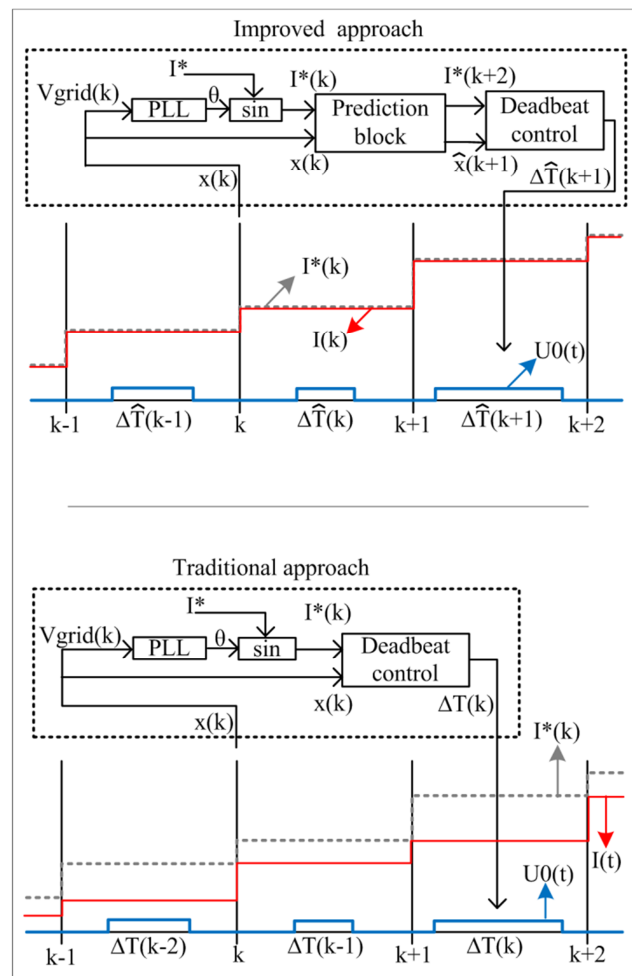 Improved approach
I*
I*(k)
I*(k+2)
Vgrid(k)
PLL
θ
sin
Prediction
block
Deadbeat
control
x(k)
x(k)
x̂(k+1)
ΔT̂(k+1)
I*(k)
I(k)
U0(t)
k-1
ΔT̂(k-1)
k
ΔT̂(k)
k+1
ΔT̂(k+1)
k+2
Traditional approach
I*
I*(k)
Vgrid(k)
PLL
θ
sin
Deadbeat
control
x(k)
x(k)
ΔT(k)
I*(k)
I(t)
U0(t)
k-1
ΔT(k-2)
k
ΔT(k-1)
k+1
ΔT(k)
k+2